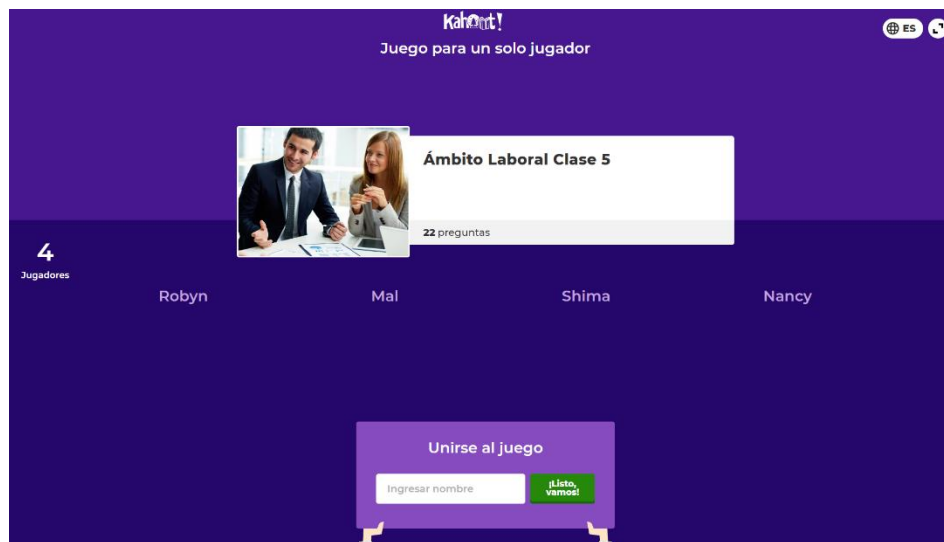 Kahoot!
ES
Juego para un solo jugador
Ámbito Laboral Clase 5
22 preguntas
4
Jugadores
Robyn Mal Shima Nancy
Unirse al juego
Ingresar nombre
¡Listo,
vamos!